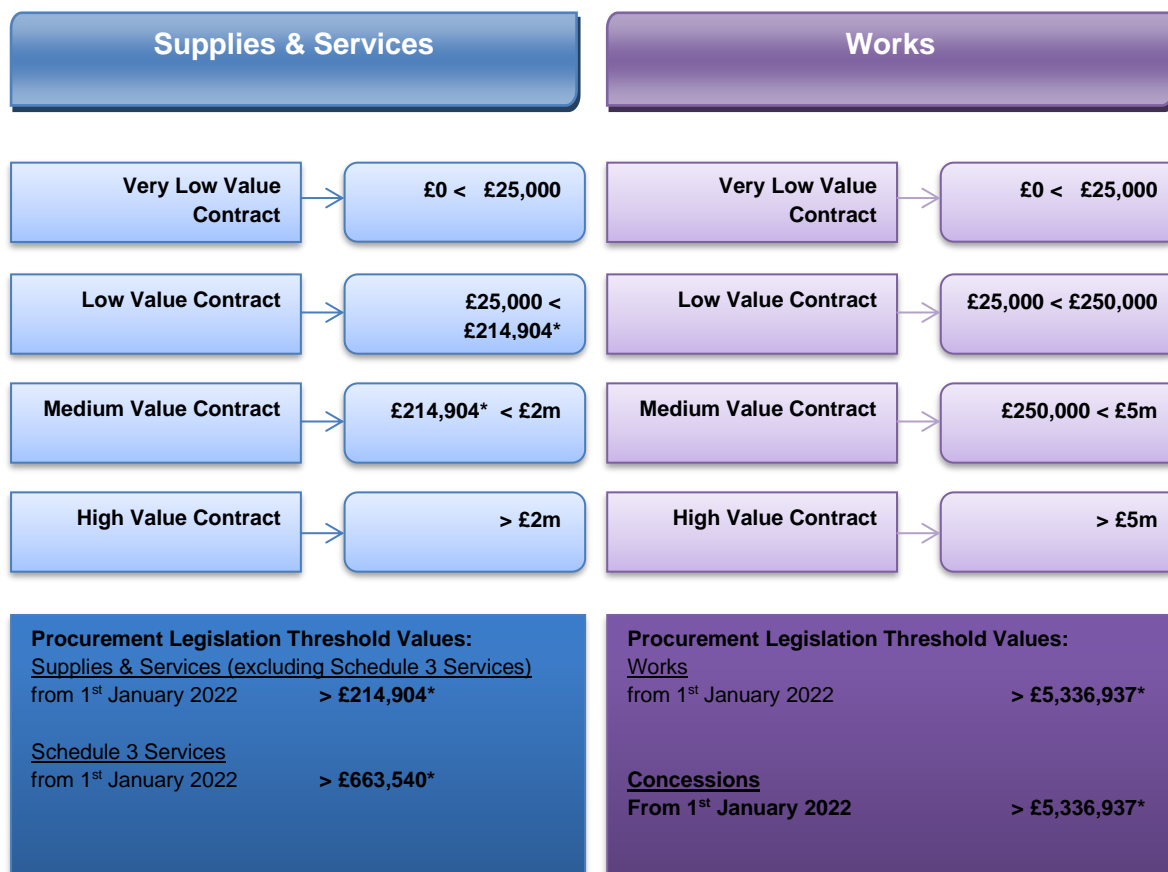 Supplies & Services
Works
Very Low Value
Contract
£0 < £25,000
Very Low Value
Contract
£0 < £25,000
Low Value Contract
£25,000 <
£214,904*
Low Value Contract
£25,000 < £250,000
Medium Value Contract
£214,904* < £2m
Medium Value Contract
£250,000 < £5m
High Value Contract
> £2m
High Value Contract
> £5m
Procurement Legislation Threshold Values:
Supplies & Services (excluding Schedule 3 Services)
from 1st January 2022 > £214,904*
Schedule 3 Services
from 1st January 2022 > £663,540*
Procurement Legislation Threshold Values:
Works
from 1st January 2022 > £5,336,937*
Concessions
From 1st January 2022 > £5,336,937*